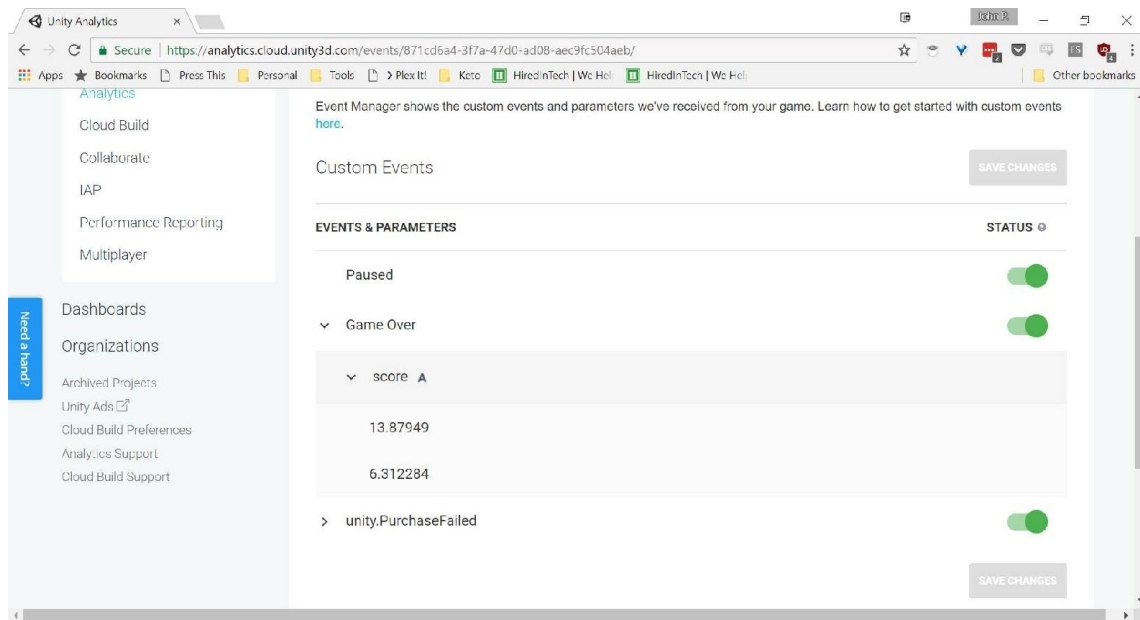 Unity Analytics
John P.
Secure | https://analytics.cloud.unity3d.com/events/871cd6a4-3f7a-47d0-ad08-aec9fc504aeb/
Apps Bookmarks Press This Personal Tools > Plex It! Keto HiredInTech | We Hel HiredInTech | We Hel Other bookmarks
Analytics
Cloud Build
Collaborate
IAP
Performance Reporting
Multiplayer
Dashboards
Organizations
Archived Projects
Unity Ads
Cloud Build Preferences
Analytics Support
Cloud Build Support
Need a hand?
Event Manager shows the custom events and parameters we've received from your game. Learn how to get started with custom events
here.
Custom Events
SAVE CHANGES
EVENTS & PARAMETERS
STATUS
Paused
Game Over
score A
13.87949
6.312284
unity.PurchaseFailed
SAVE CHANGES